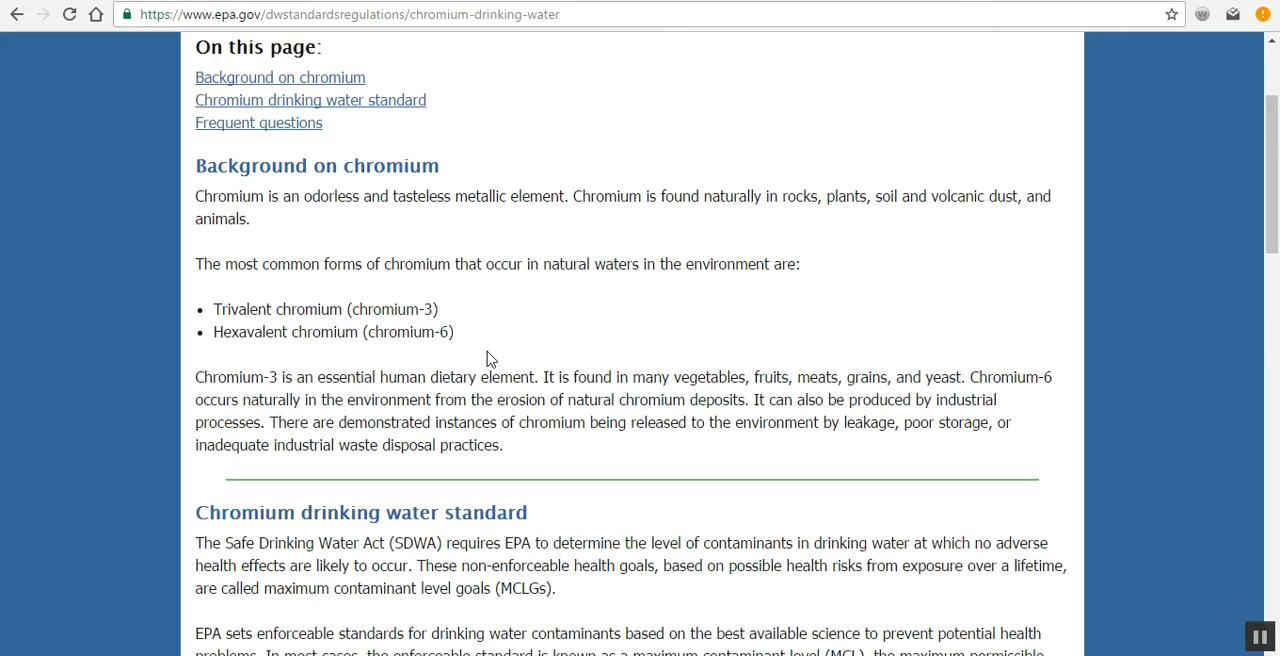 https://www.epa.gov/dwstandardsregulations/chromium-drinking-water
On this page:
Background on chromium
Chromium drinking water standard
Frequent questions
Background on chromium
Chromium is an odorless and tasteless metallic element. Chromium is found naturally in rocks, plants, soil and volcanic dust, and
animals.
The most common forms of chromium that occur in natural waters in the environment are:
• Trivalent chromium (chromium-3)
• Hexavalent chromium (chromium-6)
Chromium-3 is an essential human dietary element. It is found in many vegetables, fruits, meats, grains, and yeast. Chromium-6
occurs naturally in the environment from the erosion of natural chromium deposits. It can also be produced by industrial
processes. There are demonstrated instances of chromium being released to the environment by leakage, poor storage, or
inadequate industrial waste disposal practices.
Chromium drinking water standard
The Safe Drinking Water Act (SDWA) requires EPA to determine the level of contaminants in drinking water at which no adverse
health effects are likely to occur. These non-enforceable health goals, based on possible health risks from exposure over a lifetime,
are called maximum contaminant level goals (MCLGs).
EPA sets enforceable standards for drinking water contaminants based on the best available science to prevent potential health
problems. In most cases, the enforceable standard is known as a maximum contaminant level (MCL), the maximum permissible